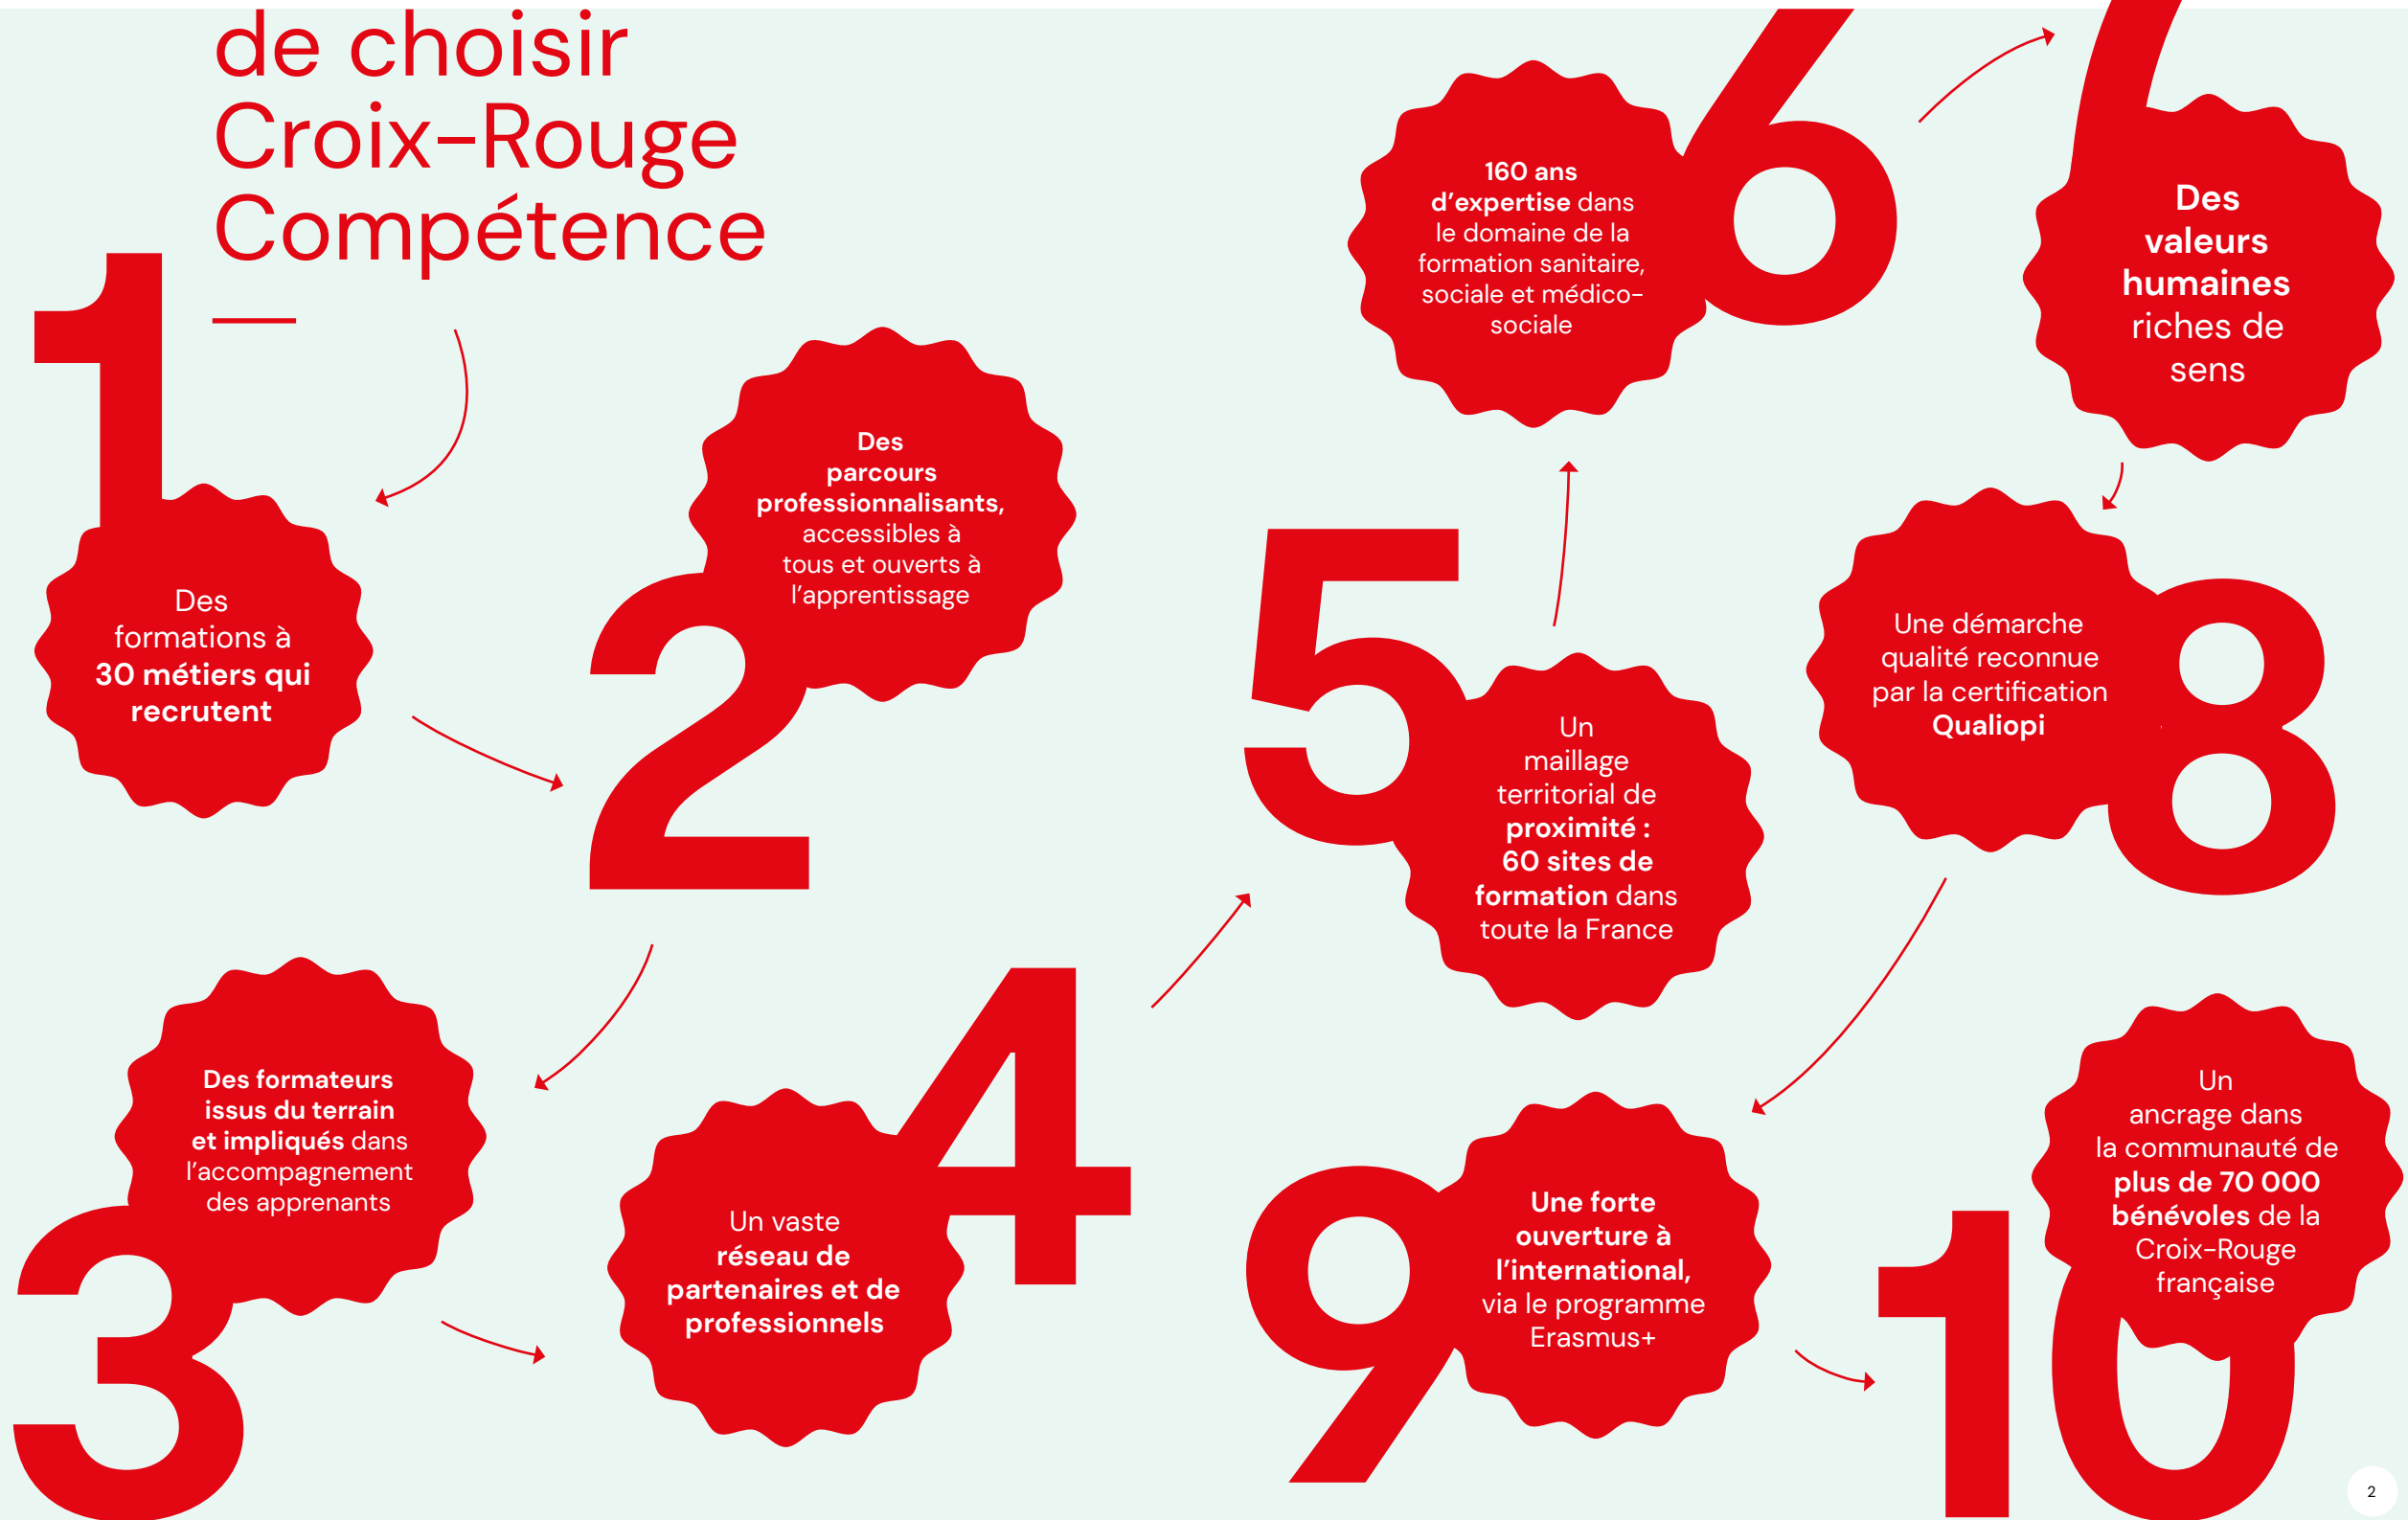 de choisir
Croix-Rouge
Compétence
1
Des
formations à
30 métiers qui
recrutent
2
Des
parcours
professionnalisants,
accessibles à
tous et ouverts à
l’apprentissage
3
Des formateurs
issus du terrain
et impliqués dans
l’accompagnement
des apprenants
4
Un vaste
réseau de
partenaires et de
professionnels
5
Un
maillage
territorial de
proximité :
60 sites de
formation dans
toute la France
6
160 ans
d’expertise dans
le domaine de la
formation sanitaire,
sociale et médico-
sociale
Des
valeurs
humaines
riches de
sens
8
Une démarche
qualité reconnue
par la certification
Qualiopi
9
Une forte
ouverture à
l’international,
via le programme
Erasmus+
10
Un
ancrage dans
la communauté de
plus de 70 000
bénévoles de la
Croix-Rouge
française
2